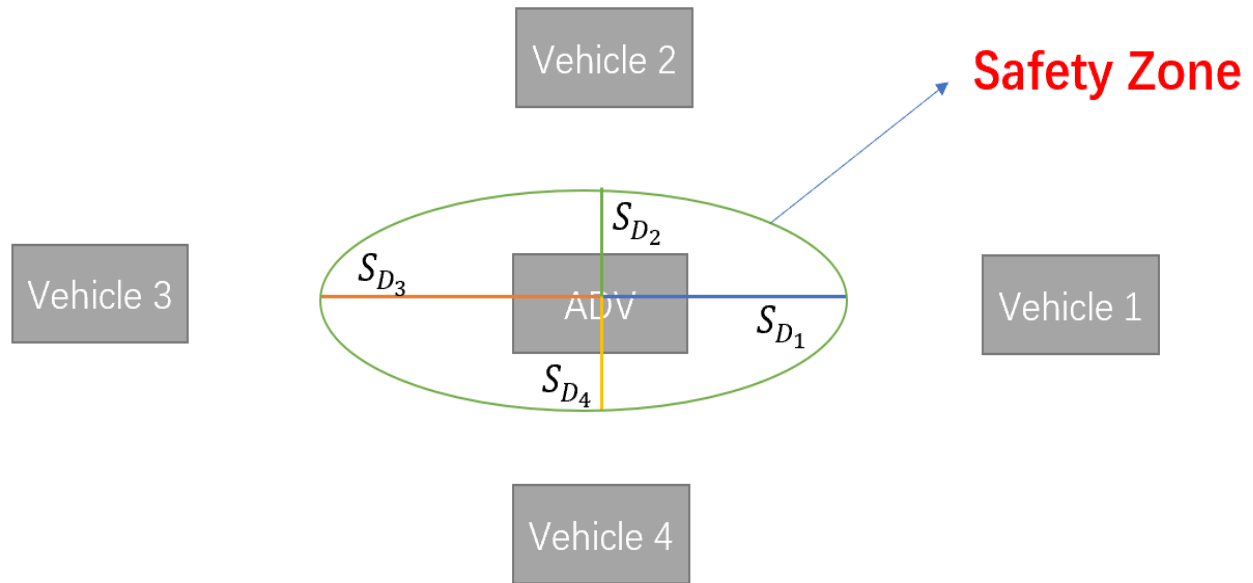 Vehicle 2
Safety Zone
S_{D_2}
S_{D_3}
Vehicle 3
ADV
Vehicle 1
S_{D_1}
S_{D_4}
Vehicle 4